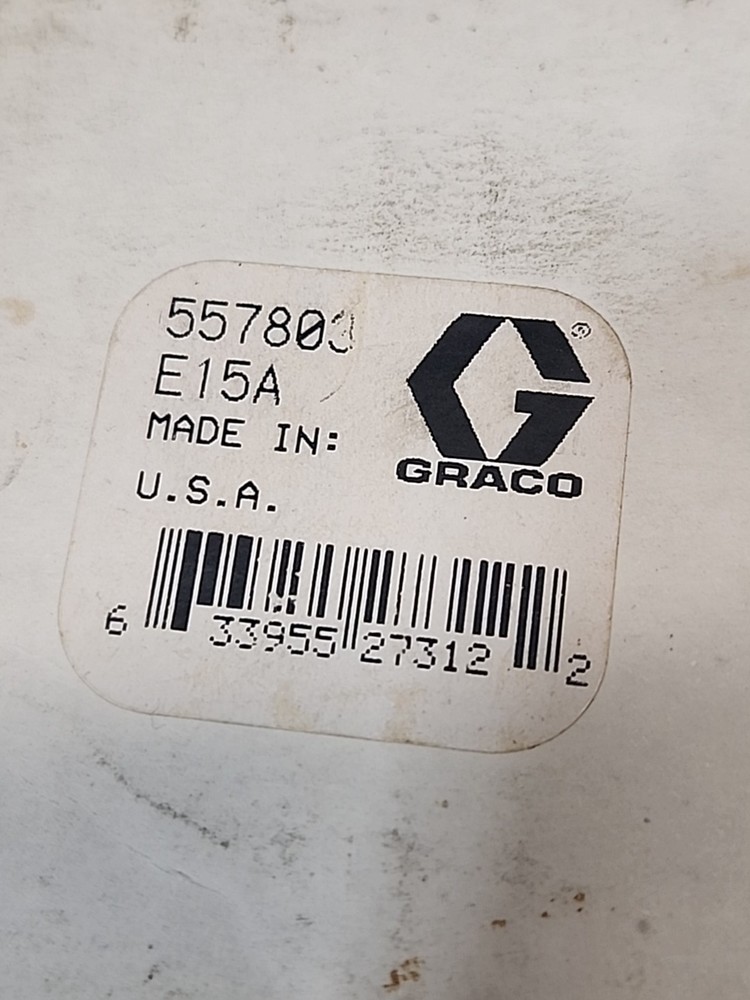 557803
E15A
MADE IN:
U.S.A.
®
GRACO
6 33955 27312 2